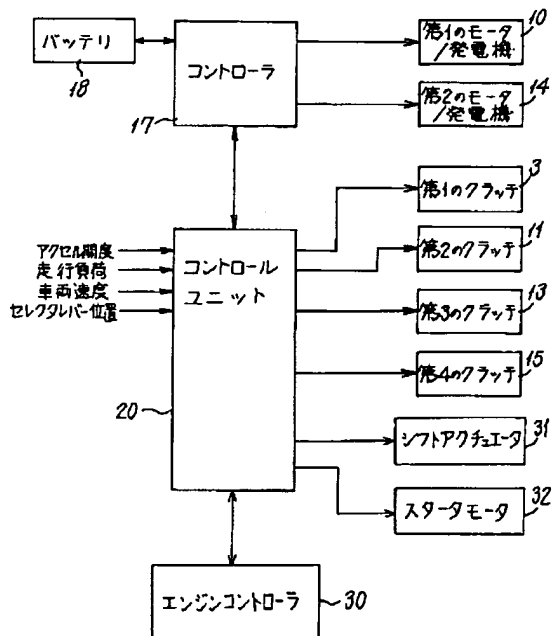 バッテリ
18
コントローラ
17
第1のモータ
/発電機
10
第2のモータ
/発電機
14
アクセル開度
走行負荷
車両速度
セレクタレバー位置
コントロール
ユニット
20
第1のクラッチ
3
第2のクラッチ
11
第3のクラッチ
13
第4のクラッチ
15
シフトアクチュエータ
31
スタータモータ
32
エンジンコントローラ
30